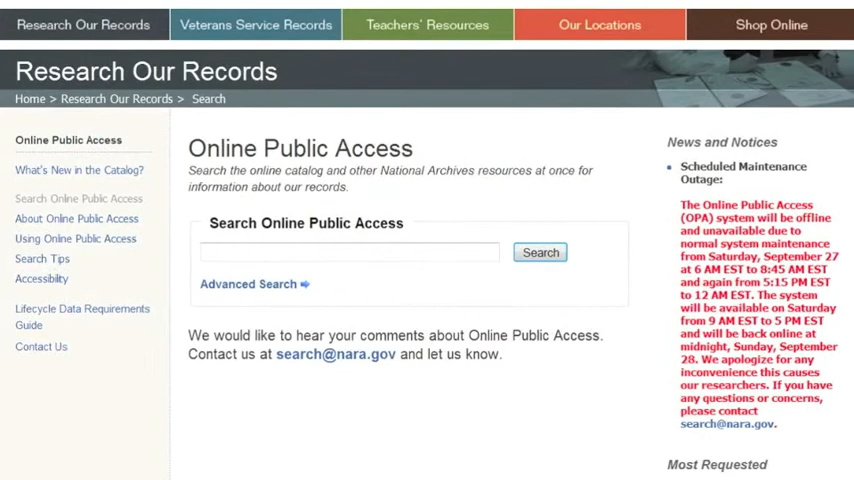 Research Our Records
Veterans Service Records
Teachers' Resources
Our Locations
Shop Online
Research Our Records
Home > Research Our Records > Search
Online Public Access
What's New in the Catalog?
Search Online Public Access
About Online Public Access
Using Online Public Access
Search Tips
Accessibility
Lifecycle Data Requirements
Guide
Contact Us
Online Public Access
Search the online catalog and other National Archives resources at once for
information about our records.
Search Online Public Access
Search
Advanced Search
We would like to hear your comments about Online Public Access.
Contact us at search@nara.gov and let us know.
News and Notices
Scheduled Maintenance
Outage:
The Online Public Access
(OPA) system will be offline
and unavailable due to
normal system maintenance
from Saturday, September 27
at 6 AM EST to 8:45 AM EST
and again from 5:15 PM EST
to 12 AM EST. The system
will be available on Saturday
from 9 AM EST to 5 PM EST
and will be back online at
midnight, Sunday, September
28. We apologize for any
inconvenience this causes
our researchers. If you have
any questions or concerns,
please contact
search@nara.gov.
Most Requested